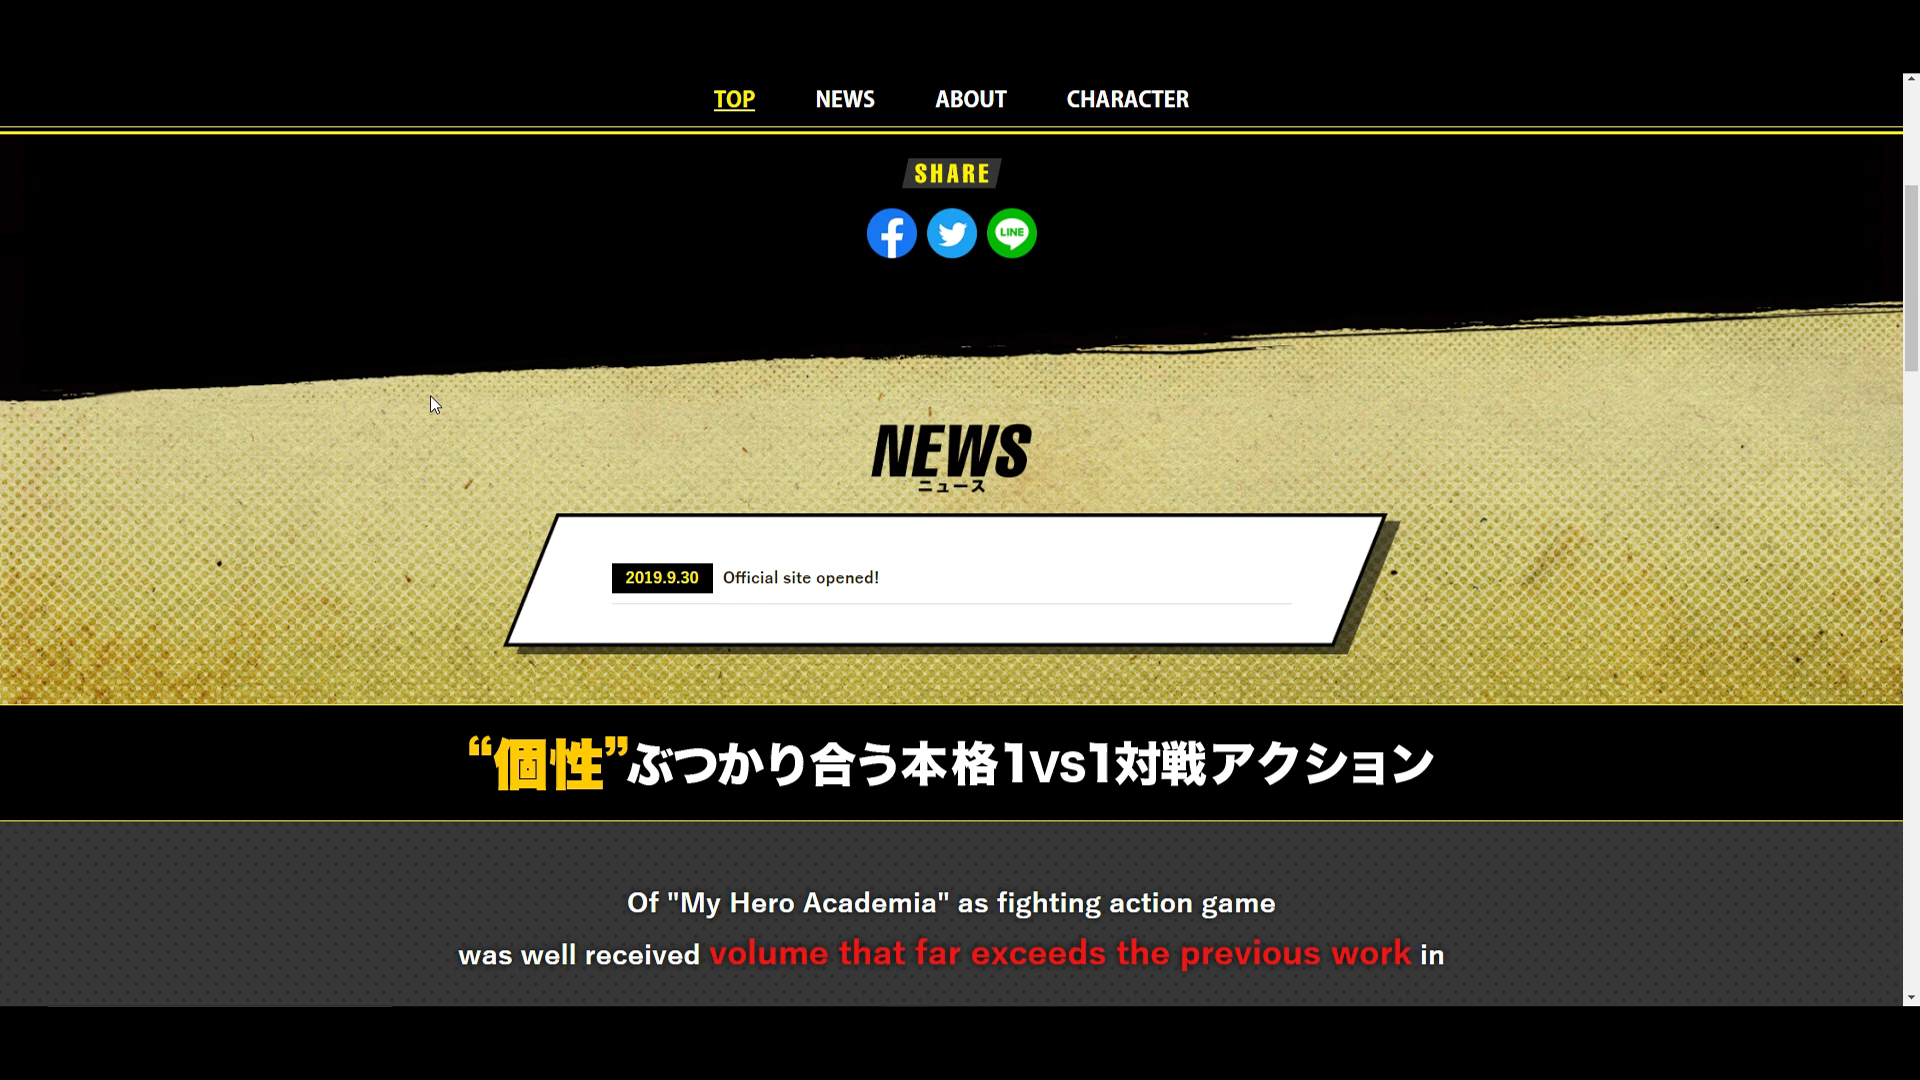 TOP NEWS ABOUT CHARACTER
SHARE
LINE
NEWS
ニュース
2019.9.30 Official site opened!
“個性”ぶつかり合う本格1vs1対戦アクション
Of "My Hero Academia" as fighting action game
was well received volume that far exceeds the previous work in